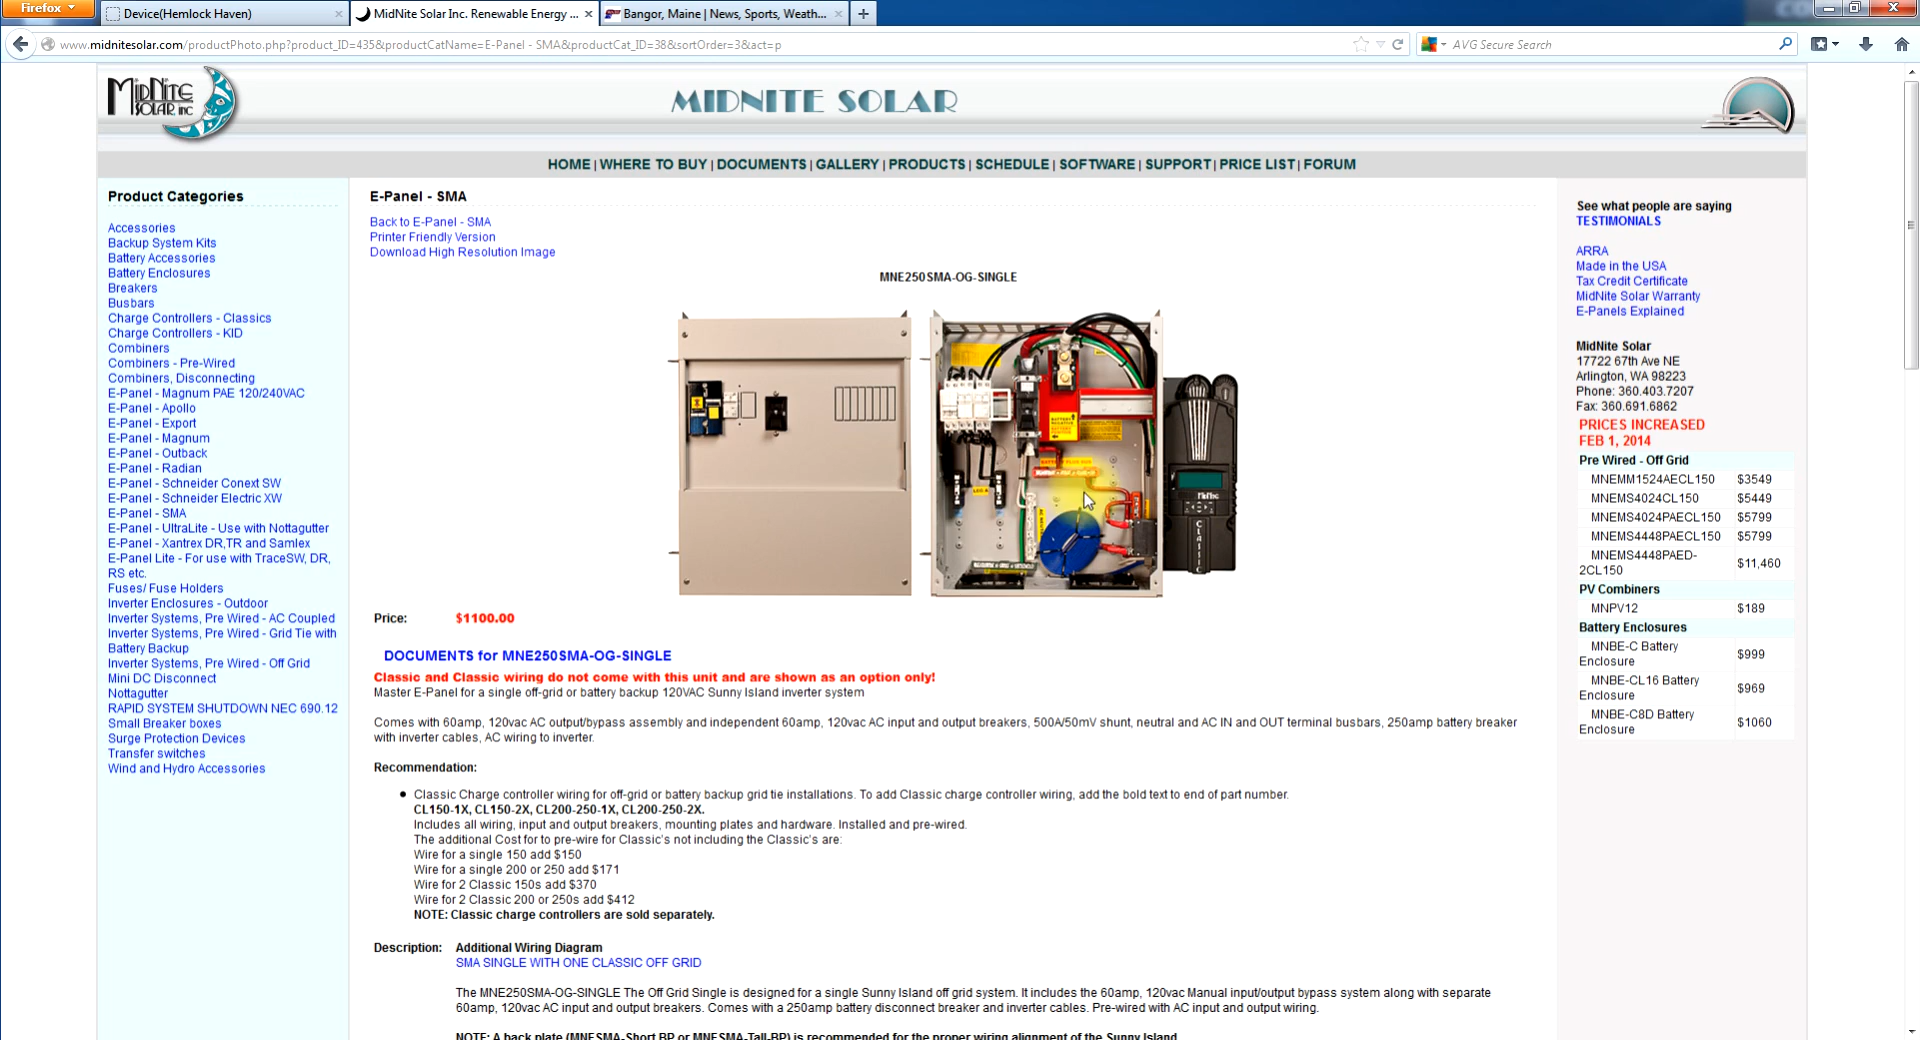 Firefox
Device(Hemlock Haven)
MidNite Solar Inc. Renewable Energy ...
Bangor, Maine | News, Sports, Weath...
www.midnitesolar.com/productPhoto.php?product_ID=435&productCatName=E-Panel - SMA&productCat_ID=38&sortOrder=3&act=p
AVG Secure Search
MIDNITE SOLAR INC
MIDNITE SOLAR
HOME | WHERE TO BUY | DOCUMENTS | GALLERY | PRODUCTS | SCHEDULE | SOFTWARE | SUPPORT | PRICE LIST | FORUM
Product Categories
Accessories
Backup System Kits
Battery Accessories
Battery Enclosures
Breakers
Busbars
Charge Controllers - Classics
Charge Controllers - KID
Combiners
Combiners - Pre-Wired
Combiners, Disconnecting
E-Panel - Magnum PAE 120/240VAC
E-Panel - Apollo
E-Panel - Export
E-Panel - Magnum
E-Panel - Outback
E-Panel - Radian
E-Panel - Schneider Conext SW
E-Panel - Schneider Electric XW
E-Panel - SMA
E-Panel - UltraLite - Use with Nottagutter
E-Panel - Xantrex DR,TR and Samlex
E-Panel Lite - For use with TraceSW, DR,
RS etc.
Fuses/ Fuse Holders
Inverter Enclosures - Outdoor
Inverter Systems, Pre Wired - AC Coupled
Inverter Systems, Pre Wired - Grid Tie with
Battery Backup
Inverter Systems, Pre Wired - Off Grid
Mini DC Disconnect
Nottagutter
RAPID SYSTEM SHUTDOWN NEC 690.12
Small Breaker boxes
Surge Protection Devices
Transfer switches
Wind and Hydro Accessories
E-Panel - SMA
Back to E-Panel - SMA
Printer Friendly Version
Download High Resolution Image
MNE250SMA-OG-SINGLE
MidNite
CLASSIC
Price: $1100.00
DOCUMENTS for MNE250SMA-OG-SINGLE
Classic and Classic wiring do not come with this unit and are shown as an option only!
Master E-Panel for a single off-grid or battery backup 120VAC Sunny Island inverter system
Comes with 60amp, 120vac AC output/bypass assembly and independent 60amp, 120vac AC input and output breakers, 500A/50mV shunt, neutral and AC IN and OUT terminal busbars, 250amp battery breaker
with inverter cables, AC wiring to inverter.
Recommendation:
• Classic Charge controller wiring for off-grid or battery backup grid tie installations. To add Classic charge controller wiring, add the bold text to end of part number.
CL150-1X, CL150-2X, CL200-250-1X, CL200-250-2X.
Includes all wiring, input and output breakers, mounting plates and hardware. Installed and pre-wired.
The additional Cost for to pre-wire for Classic's not including the Classic's are:
Wire for a single 150 add $150
Wire for a single 200 or 250 add $171
Wire for 2 Classic 150s add $370
Wire for 2 Classic 200 or 250s add $412
NOTE: Classic charge controllers are sold separately.
Description: Additional Wiring Diagram
SMA SINGLE WITH ONE CLASSIC OFF GRID
The MNE250SMA-OG-SINGLE The Off Grid Single is designed for a single Sunny Island off grid system. It includes the 60amp, 120vac Manual input/output bypass system along with separate
60amp, 120vac AC input and output breakers. Comes with a 250amp battery disconnect breaker and inverter cables. Pre-wired with AC input and output wiring.
NOTE: A back plate (MNESMA-Short BP or MNESMA-Tall-BP) is recommended for the proper wiring alignment of the Sunny Island
See what people are saying
TESTIMONIALS
ARRA
Made in the USA
Tax Credit Certificate
MidNite Solar Warranty
E-Panels Explained
MidNite Solar
17722 67th Ave NE
Arlington, WA 98223
Phone: 360.403.7207
Fax: 360.691.6862
PRICES INCREASED
FEB 1, 2014
Pre Wired - Off Grid
MNEMM1524AECL150 $3549
MNEMS4024CL150 $5449
MNEMS4024PAECL150 $5799
MNEMS4448PAECL150 $5799
MNEMS4448PAED-
2CL150 $11,460
PV Combiners
MNPV12 $189
Battery Enclosures
MNBE-C Battery
Enclosure $999
MNBE-CL16 Battery
Enclosure $969
MNBE-C8D Battery
Enclosure $1060